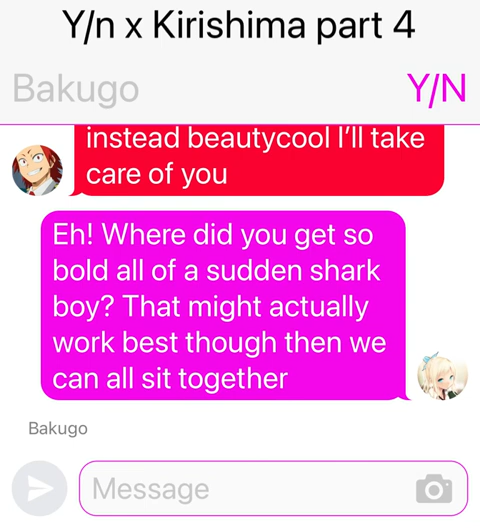 Y/n x Kirishima part 4
Bakugo
Y/N
instead beautycool I'll take
care of you
Eh! Where did you get so
bold all of a sudden shark
boy? That might actually
work best though then we
can all sit together
Bakugo
Message